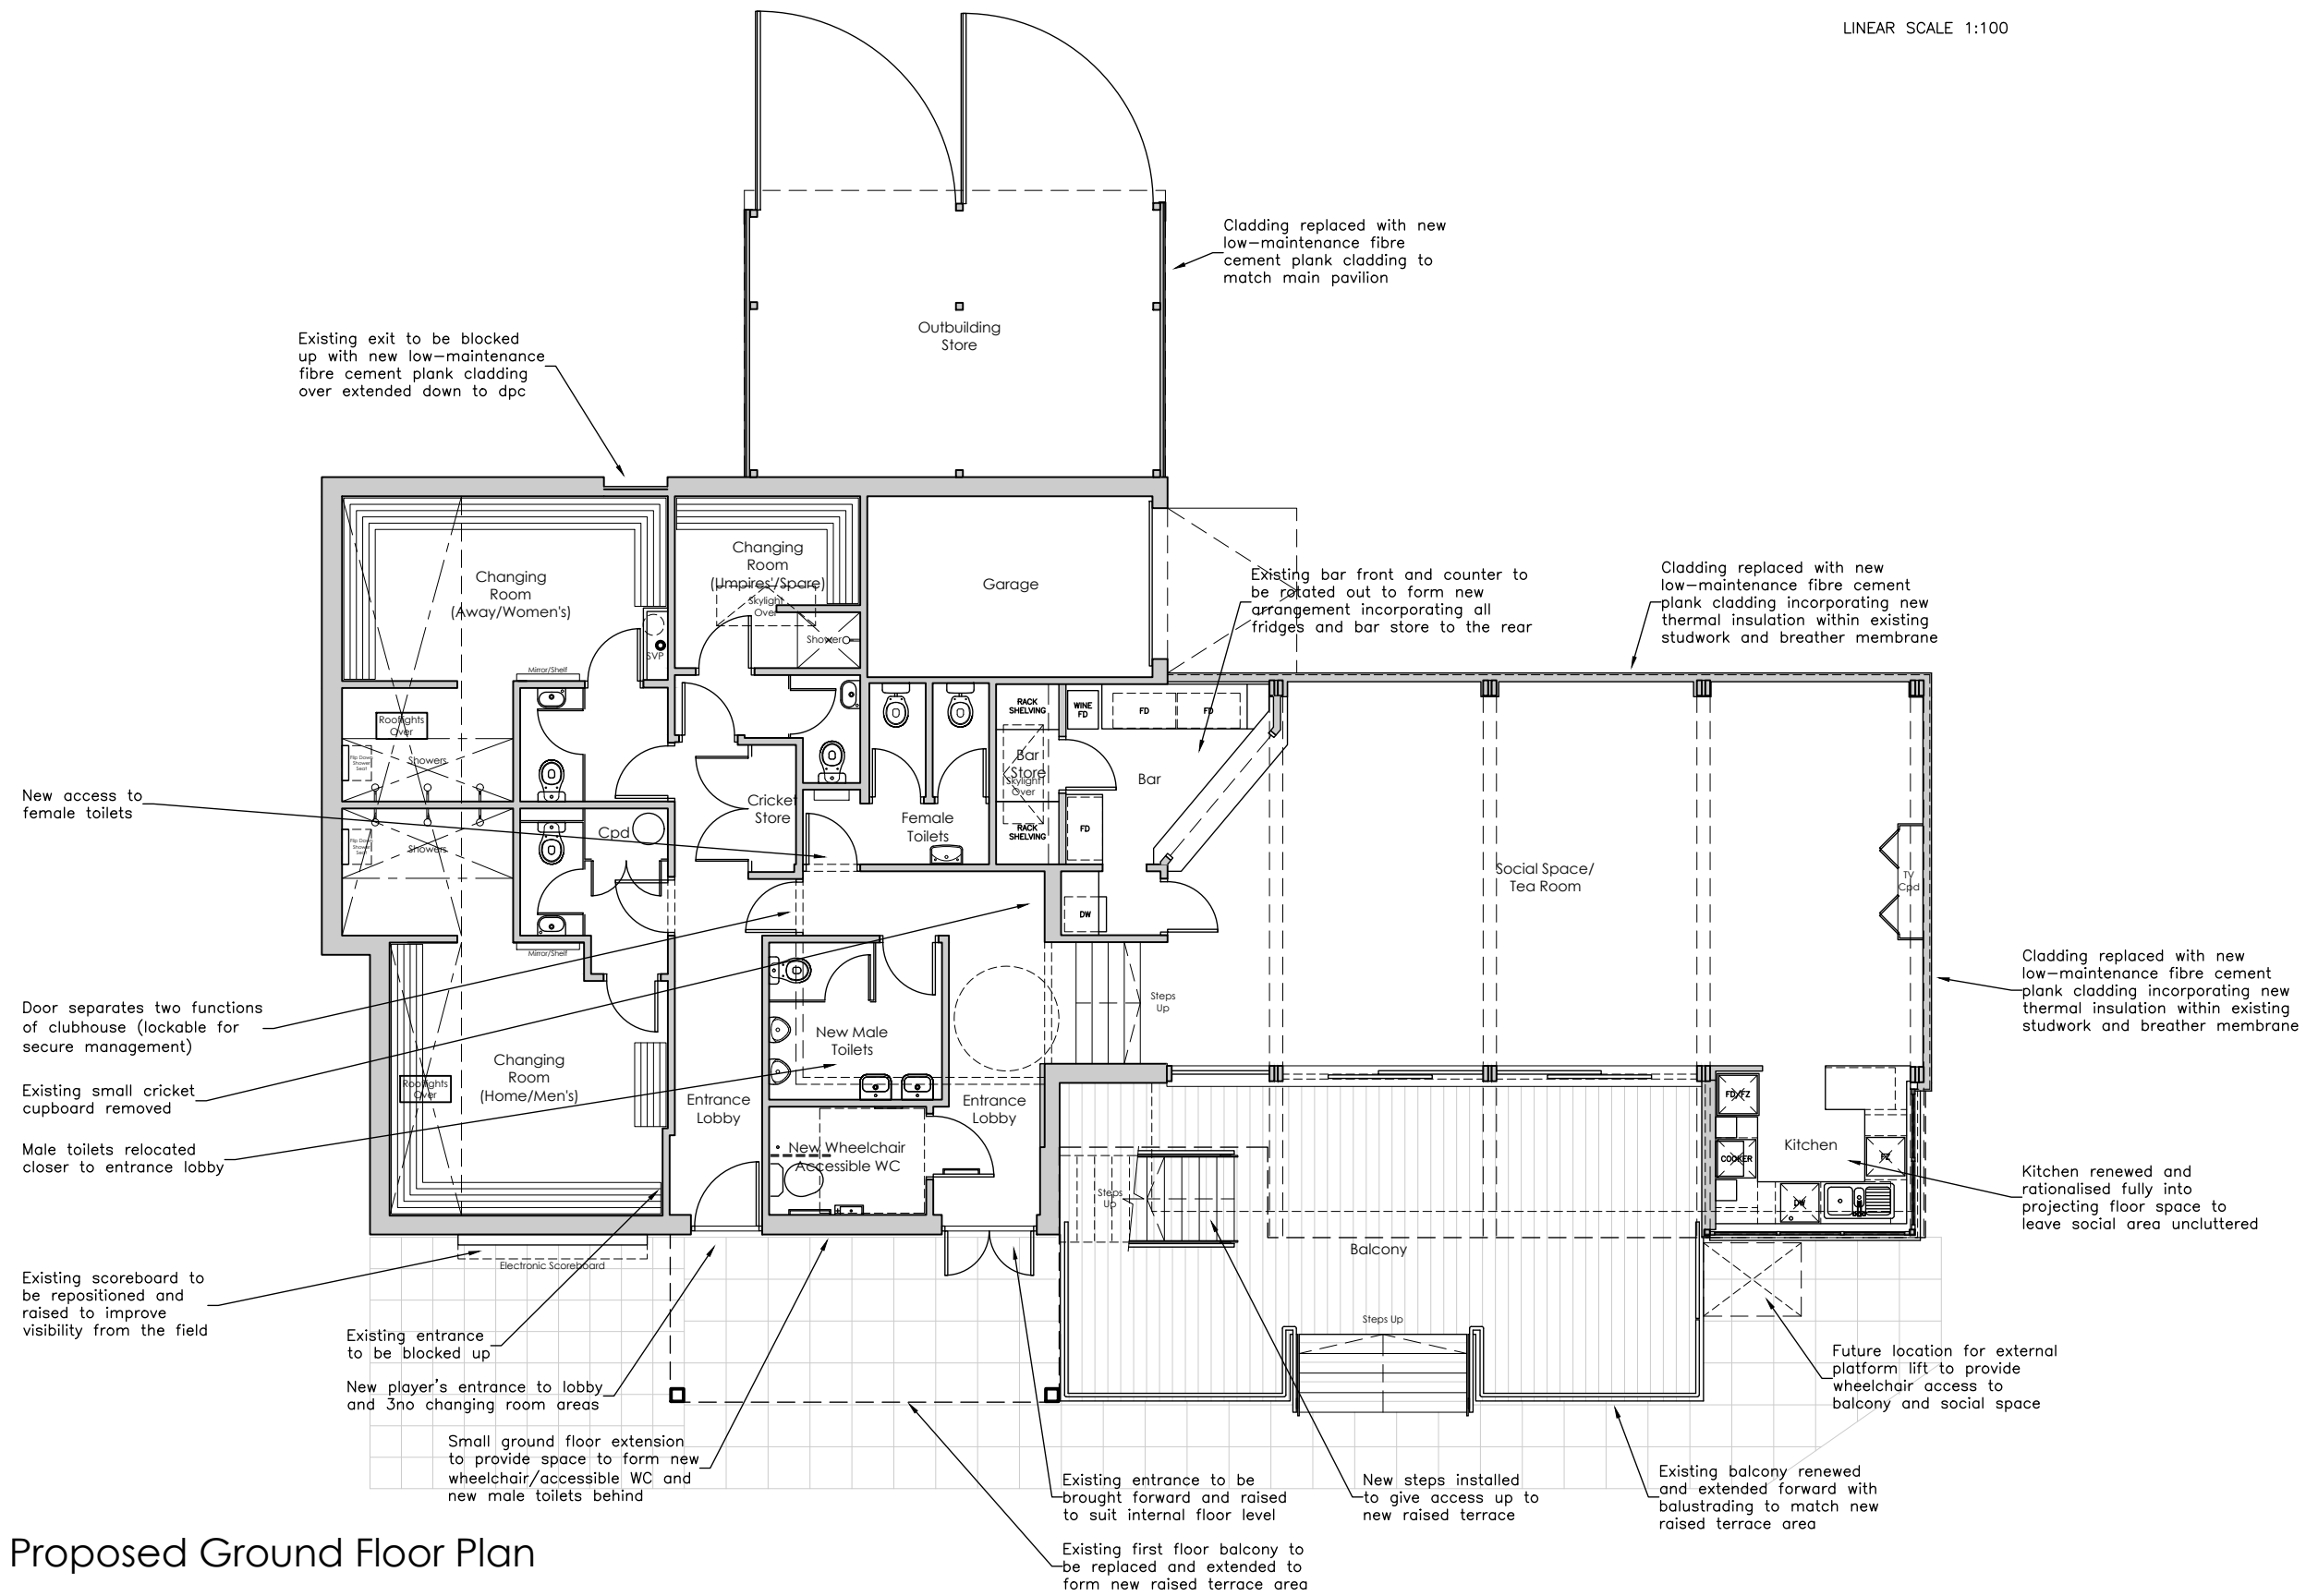 LINEAR SCALE 1:100
Cladding replaced with new
low-maintenance fibre
cement plank cladding to
match main pavilion
Outbuilding
Store
Existing exit to be blocked
up with new low-maintenance
fibre cement plank cladding
over extended down to dpc
Changing
Room
(Away/Women's)
Changing
Room
(Umpires'/Spare)
Skylight
Over
Shower
SVP
Mirror/Shelf
Garage
Existing bar front and counter to
be rotated out to form new
arrangement incorporating all
fridges and bar store to the rear
Cladding replaced with new
low-maintenance fibre cement
plank cladding incorporating new
thermal insulation within existing
studwork and breather membrane
Rooflights
Over
Flip Down
Shower
Seat
Showers
RACK
SHELVING
WINE
FD
FD
FD
Bar
Store
Skylight
Over
Bar
New access to
female toilets
Cricket
Store
Female
Toilets
RACK
SHELVING
FD
Cpd
Flip Down
Shower
Seat
Showers
Social Space/
Tea Room
TV
Cpd
DW
Mirror/Shelf
Cladding replaced with new
low-maintenance fibre cement
plank cladding incorporating new
thermal insulation within existing
studwork and breather membrane
Door separates two functions
of clubhouse (lockable for
secure management)
Steps
Up
New Male
Toilets
Changing
Room
(Home/Men's)
Rooflights
Over
Existing small cricket
cupboard removed
Entrance
Lobby
Entrance
Lobby
FD/FZ
Kitchen
COOKER
FZ
DW
Male toilets relocated
closer to entrance lobby
New Wheelchair
Accessible WC
Steps
Up
Kitchen renewed and
rationalised fully into
projecting floor space to
leave social area uncluttered
Balcony
Electronic Scoreboard
Existing scoreboard to
be repositioned and
raised to improve
visibility from the field
Steps Up
Existing entrance
to be blocked up
Future location for external
platform lift to provide
wheelchair access to
balcony and social space
New player's entrance to lobby
and 3no changing room areas
Small ground floor extension
to provide space to form new
wheelchair/accessible WC and
new male toilets behind
Existing entrance to be
brought forward and raised
to suit internal floor level
New steps installed
to give access up to
new raised terrace
Existing balcony renewed
and extended forward with
balustrading to match new
raised terrace area
Existing first floor balcony to
be replaced and extended to
form new raised terrace area
Proposed Ground Floor Plan